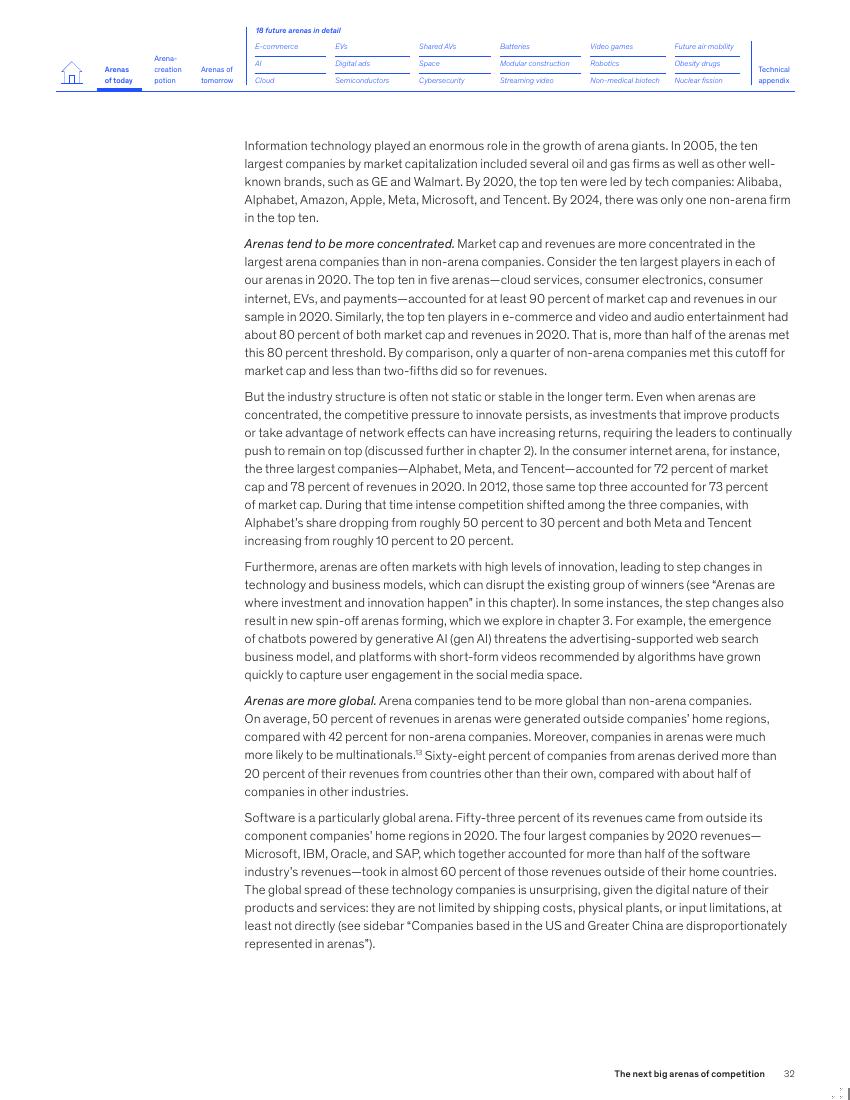 18 future arenas in detail
E-commerce
EVs
Shared AVs
Batteries
Video games
Future air mobility
Arenas of today
Arena-creation potion
Arenas of tomorrow
AI
Digital ads
Space
Modular construction
Robotics
Obesity drugs
Technical appendix
Cloud
Semiconductors
Cybersecurity
Streaming video
Non-medical biotech
Nuclear fission
Information technology played an enormous role in the growth of arena giants. In 2005, the ten
largest companies by market capitalization included several oil and gas firms as well as other well-
known brands, such as GE and Walmart. By 2020, the top ten were led by tech companies: Alibaba,
Alphabet, Amazon, Apple, Meta, Microsoft, and Tencent. By 2024, there was only one non-arena firm
in the top ten.
Arenas tend to be more concentrated. Market cap and revenues are more concentrated in the
largest arena companies than in non-arena companies. Consider the ten largest players in each of
our arenas in 2020. The top ten in five arenas—cloud services, consumer electronics, consumer
internet, EVs, and payments—accounted for at least 90 percent of market cap and revenues in our
sample in 2020. Similarly, the top ten players in e-commerce and video and audio entertainment had
about 80 percent of both market cap and revenues in 2020. That is, more than half of the arenas met
this 80 percent threshold. By comparison, only a quarter of non-arena companies met this cutoff for
market cap and less than two-fifths did so for revenues.
But the industry structure is often not static or stable in the longer term. Even when arenas are
concentrated, the competitive pressure to innovate persists, as investments that improve products
or take advantage of network effects can have increasing returns, requiring the leaders to continually
push to remain on top (discussed further in chapter 2). In the consumer internet arena, for instance,
the three largest companies—Alphabet, Meta, and Tencent—accounted for 72 percent of market
cap and 78 percent of revenues in 2020. In 2012, those same top three accounted for 73 percent
of market cap. During that time intense competition shifted among the three companies, with
Alphabet's share dropping from roughly 50 percent to 30 percent and both Meta and Tencent
increasing from roughly 10 percent to 20 percent.
Furthermore, arenas are often markets with high levels of innovation, leading to step changes in
technology and business models, which can disrupt the existing group of winners (see “Arenas are
where investment and innovation happen” in this chapter). In some instances, the step changes also
result in new spin-off arenas forming, which we explore in chapter 3. For example, the emergence
of chatbots powered by generative AI (gen AI) threatens the advertising-supported web search
business model, and platforms with short-form videos recommended by algorithms have grown
quickly to capture user engagement in the social media space.
Arenas are more global. Arena companies tend to be more global than non-arena companies.
On average, 50 percent of revenues in arenas were generated outside companies' home regions,
compared with 42 percent for non-arena companies. Moreover, companies in arenas were much
more likely to be multinationals.13 Sixty-eight percent of companies from arenas derived more than
20 percent of their revenues from countries other than their own, compared with about half of
companies in other industries.
Software is a particularly global arena. Fifty-three percent of its revenues came from outside its
component companies' home regions in 2020. The four largest companies by 2020 revenues—
Microsoft, IBM, Oracle, and SAP, which together accounted for more than half of the software
industry's revenues—took in almost 60 percent of those revenues outside of their home countries.
The global spread of these technology companies is unsurprising, given the digital nature of their
products and services: they are not limited by shipping costs, physical plants, or input limitations, at
least not directly (see sidebar “Companies based in the US and Greater China are disproportionately
represented in arenas”).
The next big arenas of competition 32